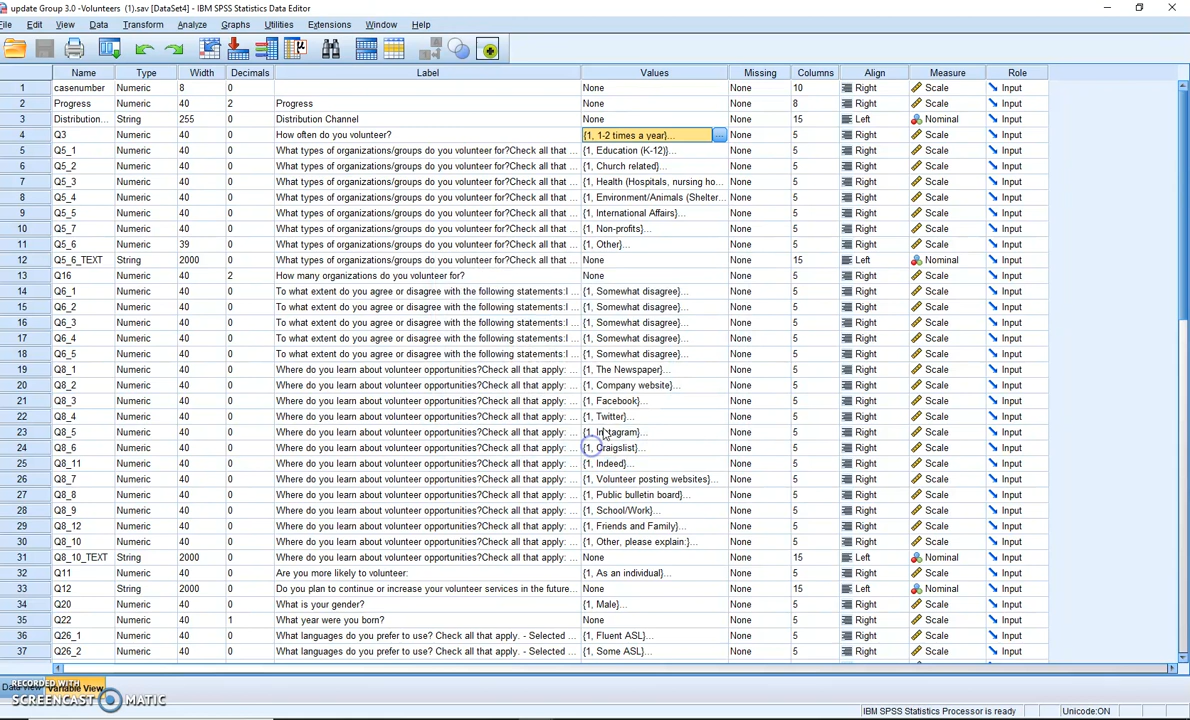 update Group 3.0 -Volunteers (1).sav [DataSet4] - IBM SPSS Statistics Data Editor
File Edit View Data Transform Analyze Graphs Utilities Extensions Window Help
Name Type Width Decimals Label Values Missing Columns Align Measure Role
1 casenumber Numeric 8 0 None None 10 Right Scale Input
2 Progress Numeric 40 2 Progress None None 8 Right Scale Input
3 Distribution... String 255 0 Distribution Channel None None 15 Left Nominal Input
4 Q3 Numeric 40 0 How often do you volunteer? {1, 1-2 times a year}... None 5 Right Scale Input
5 Q5_1 Numeric 40 0 What types of organizations/groups do you volunteer for?Check all that ... {1, Education (K-12)}... None 5 Right Scale Input
6 Q5_2 Numeric 40 0 What types of organizations/groups do you volunteer for?Check all that ... {1, Church related}... None 5 Right Scale Input
7 Q5_3 Numeric 40 0 What types of organizations/groups do you volunteer for?Check all that ... {1, Health (Hospitals, nursing ho... None 5 Right Scale Input
8 Q5_4 Numeric 40 0 What types of organizations/groups do you volunteer for?Check all that ... {1, Environment/Animals (Shelter... None 5 Right Scale Input
9 Q5_5 Numeric 40 0 What types of organizations/groups do you volunteer for?Check all that ... {1, International Affairs}... None 5 Right Scale Input
10 Q5_7 Numeric 40 0 What types of organizations/groups do you volunteer for?Check all that ... {1, Non-profits}... None 5 Right Scale Input
11 Q5_6 Numeric 39 0 What types of organizations/groups do you volunteer for?Check all that ... {1, Other}... None 5 Right Scale Input
12 Q5_6_TEXT String 2000 0 What types of organizations/groups do you volunteer for?Check all that ... None None 15 Left Nominal Input
13 Q16 Numeric 40 2 How many organizations do you volunteer for? None None 5 Right Scale Input
14 Q6_1 Numeric 40 0 To what extent do you agree or disagree with the following statements:I ... {1, Somewhat disagree}... None 5 Right Scale Input
15 Q6_2 Numeric 40 0 To what extent do you agree or disagree with the following statements:I ... {1, Somewhat disagree}... None 5 Right Scale Input
16 Q6_3 Numeric 40 0 To what extent do you agree or disagree with the following statements:I ... {1, Somewhat disagree}... None 5 Right Scale Input
17 Q6_4 Numeric 40 0 To what extent do you agree or disagree with the following statements:I ... {1, Somewhat disagree}... None 5 Right Scale Input
18 Q6_5 Numeric 40 0 To what extent do you agree or disagree with the following statements:I ... {1, Somewhat disagree}... None 5 Right Scale Input
19 Q8_1 Numeric 40 0 Where do you learn about volunteer opportunities?Check all that apply: ... {1, The Newspaper}... None 5 Right Scale Input
20 Q8_2 Numeric 40 0 Where do you learn about volunteer opportunities?Check all that apply: ... {1, Company website}... None 5 Right Scale Input
21 Q8_3 Numeric 40 0 Where do you learn about volunteer opportunities?Check all that apply: ... {1, Facebook}... None 5 Right Scale Input
22 Q8_4 Numeric 40 0 Where do you learn about volunteer opportunities?Check all that apply: ... {1, Twitter}... None 5 Right Scale Input
23 Q8_5 Numeric 40 0 Where do you learn about volunteer opportunities?Check all that apply: ... {1, Instagram}... None 5 Right Scale Input
24 Q8_6 Numeric 40 0 Where do you learn about volunteer opportunities?Check all that apply: ... {1, Craigslist}... None 5 Right Scale Input
25 Q8_11 Numeric 40 0 Where do you learn about volunteer opportunities?Check all that apply: ... {1, Indeed}... None 5 Right Scale Input
26 Q8_7 Numeric 40 0 Where do you learn about volunteer opportunities?Check all that apply: ... {1, Volunteer posting websites}... None 5 Right Scale Input
27 Q8_8 Numeric 40 0 Where do you learn about volunteer opportunities?Check all that apply: ... {1, Public bulletin board}... None 5 Right Scale Input
28 Q8_9 Numeric 40 0 Where do you learn about volunteer opportunities?Check all that apply: ... {1, School/Work}... None 5 Right Scale Input
29 Q8_12 Numeric 40 0 Where do you learn about volunteer opportunities?Check all that apply: ... {1, Friends and Family}... None 5 Right Scale Input
30 Q8_10 Numeric 40 0 Where do you learn about volunteer opportunities?Check all that apply: ... {1, Other, please explain:}... None 5 Right Scale Input
31 Q8_10_TEXT String 2000 0 Where do you learn about volunteer opportunities?Check all that apply: ... None None 15 Left Nominal Input
32 Q11 Numeric 40 0 Are you more likely to volunteer: {1, As an individual}... None 5 Right Scale Input
33 Q12 String 2000 0 Do you plan to continue or increase your volunteer services in the future... None None 15 Left Nominal Input
34 Q20 Numeric 40 0 What is your gender? {1, Male}... None 5 Right Scale Input
35 Q22 Numeric 40 1 What year were you born? None None 5 Right Scale Input
36 Q26_1 Numeric 40 0 What languages do you prefer to use? Check all that apply. - Selected ... {1, Fluent ASL}... None 5 Right Scale Input
37 Q26_2 Numeric 40 0 What languages do you prefer to use? Check all that apply. - Selected ... {1, Some ASL}... None 5 Right Scale Input
Data View Variable View
RECORDED WITH
SCREENCAST MATIC
IBM SPSS Statistics Processor is ready Unicode:ON